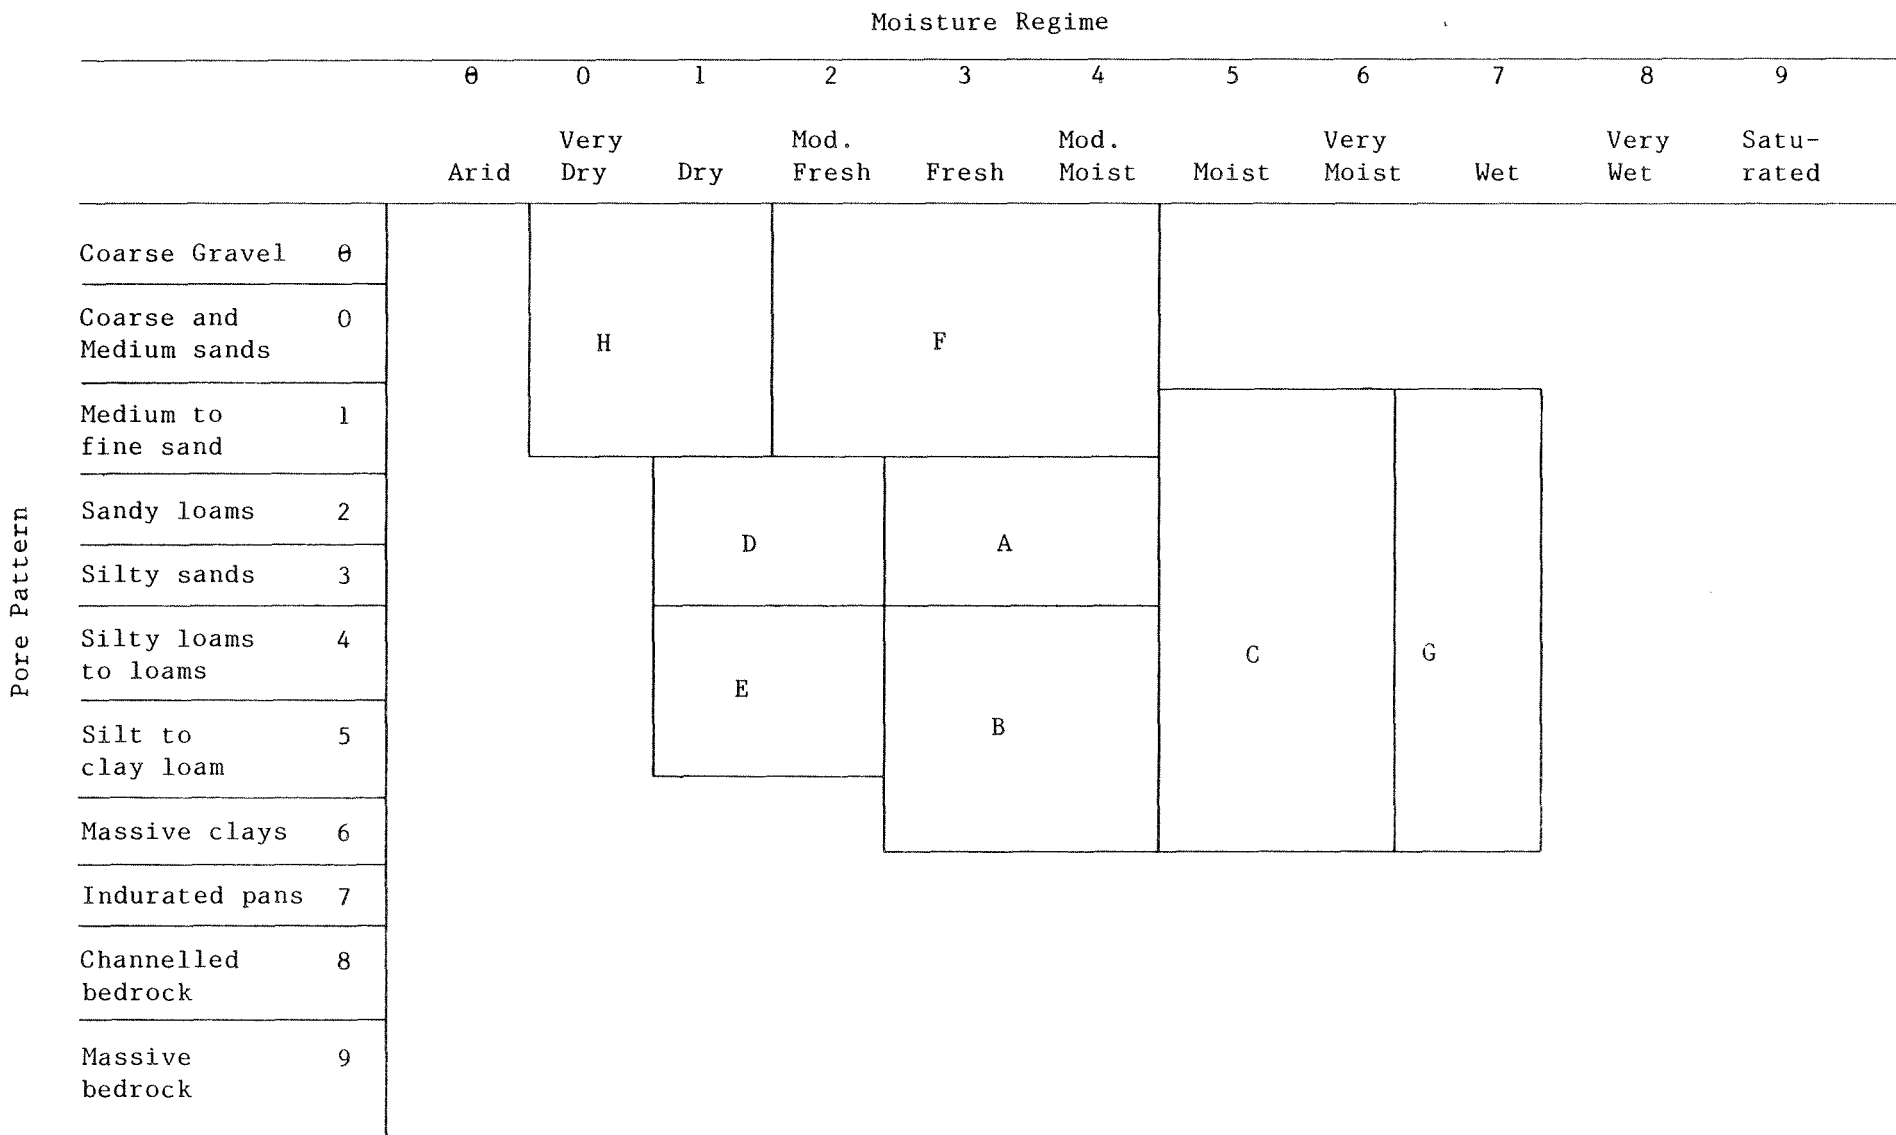 Moisture Regime
θ 0 1 2 3 4 5 6 7 8 9
Very Mod. Mod. Very Very Satu-
Arid Dry Dry Fresh Fresh Moist Moist Moist Wet Wet rated
Pore Pattern
Coarse Gravel θ
Coarse and 0
Medium sands
H F
Medium to 1
fine sand
Sandy loams 2
D A
Silty sands 3
Silty loams 4
to loams
C G
E
B
Silt to 5
clay loam
Massive clays 6
Indurated pans 7
Channelled 8
bedrock
Massive 9
bedrock